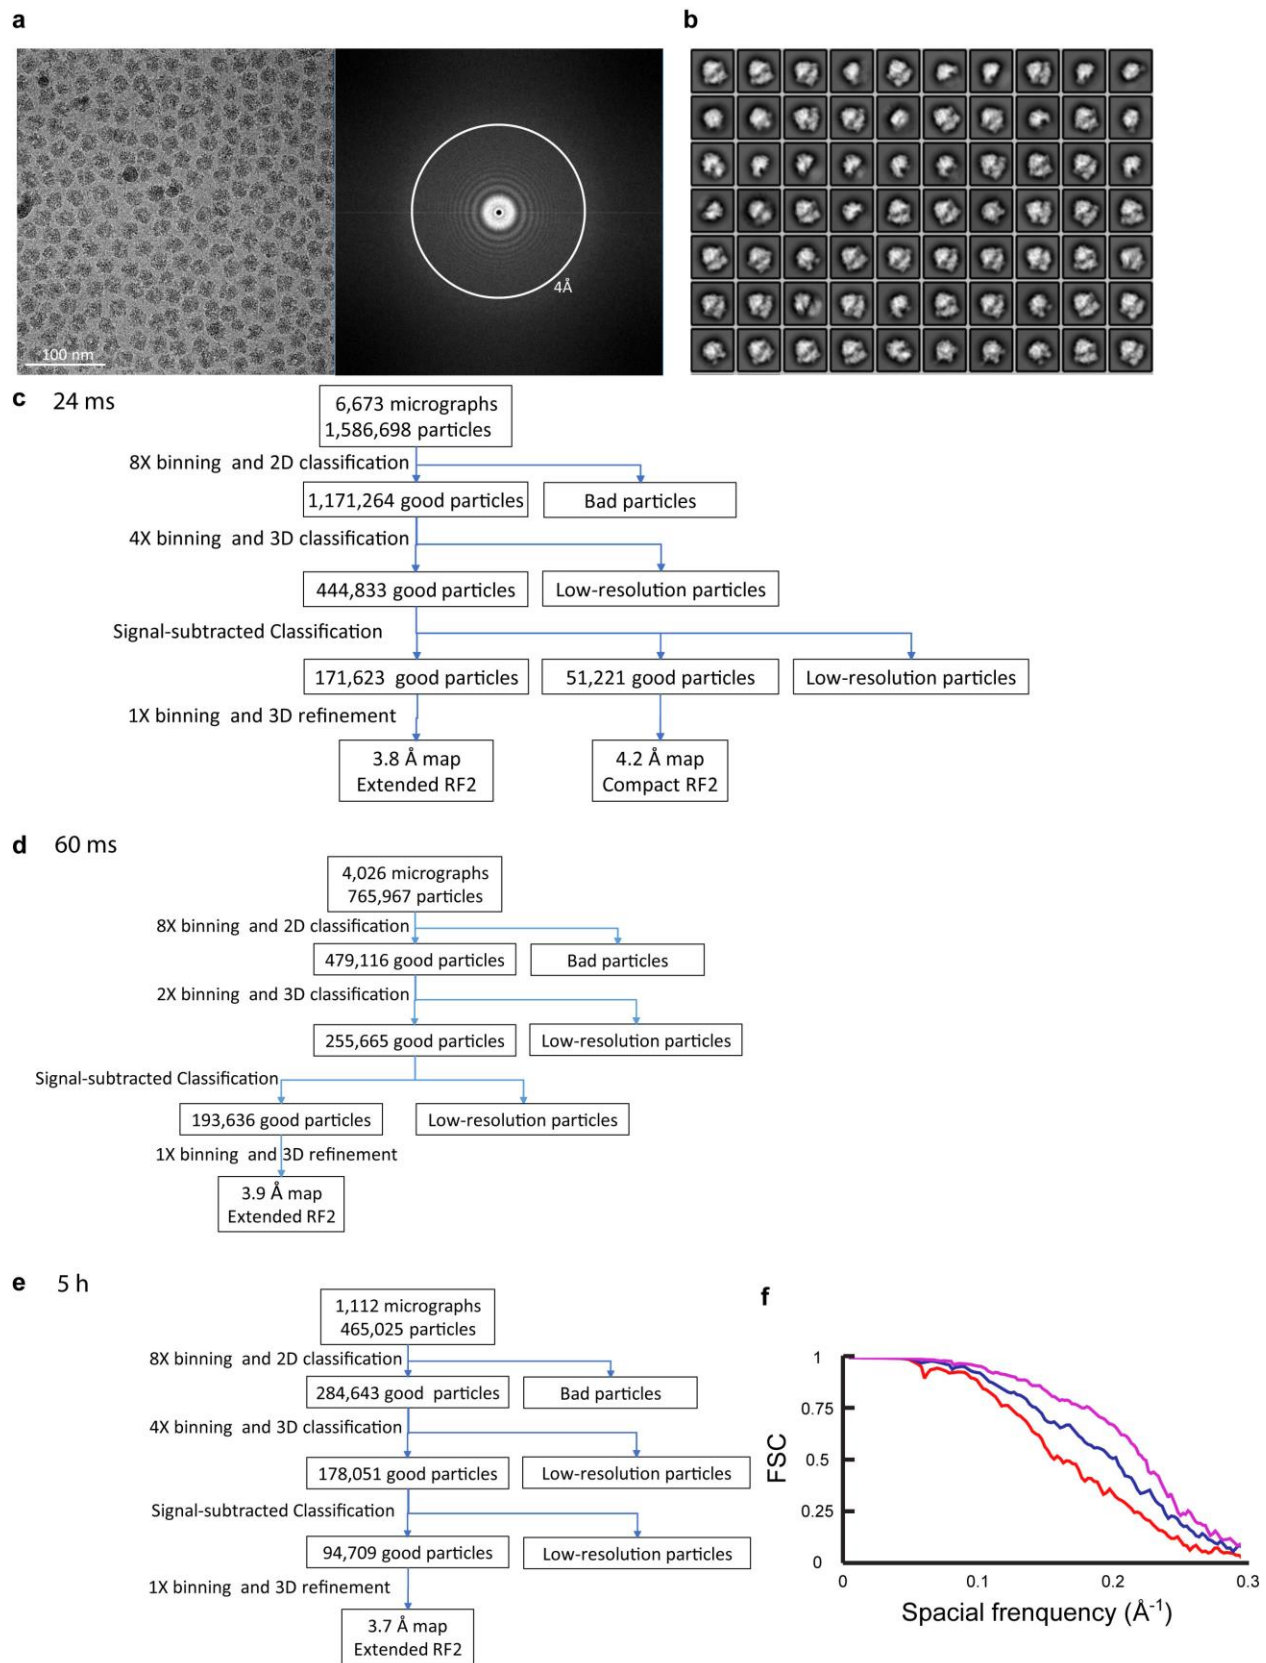 a
b
100 nm
4Å
c 24 ms
6,673 micrographs
1,586,698 particles
8X binning and 2D classification
1,171,264 good particles
Bad particles
4X binning and 3D classification
444,833 good particles
Low-resolution particles
Signal-subtracted Classification
171,623 good particles
51,221 good particles
Low-resolution particles
1X binning and 3D refinement
3.8 Å map
Extended RF2
4.2 Å map
Compact RF2
d 60 ms
4,026 micrographs
765,967 particles
8X binning and 2D classification
479,116 good particles
Bad particles
2X binning and 3D classification
255,665 good particles
Low-resolution particles
Signal-subtracted Classification
193,636 good particles
Low-resolution particles
1X binning and 3D refinement
3.9 Å map
Extended RF2
e 5 h
1,112 micrographs
465,025 particles
8X binning and 2D classification
284,643 good particles
Bad particles
4X binning and 3D classification
178,051 good particles
Low-resolution particles
Signal-subtracted Classification
94,709 good particles
Low-resolution particles
1X binning and 3D refinement
3.7 Å map
Extended RF2
f
1
0.75
0.5
0.25
0
FSC
0
0.1
0.2
0.3
Spacial frenquency (Å⁻¹)